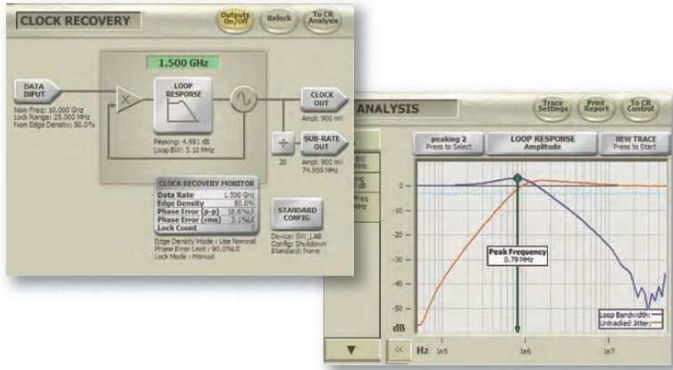 CLOCK RECOVERY
Outputs
On/Off
Relock
To CR
Analysis
1.500 GHz
DATA
INPUT
LOOP
RESPONSE
CLOCK
OUT
Nom Freq: 10.000 GHz
Lock Range: 25.000 MHz
Nom Edge Density: 50.0%
Ampl: 900 mV
Peaking: 4.991 dB
Loop BW: 3.10 MHz
÷
20
SUB-RATE
OUT
Ampl: 900 mV
74.999 MHz
CLOCK RECOVERY MONITOR
Data Rate 1.500 GHz
Edge Density 50.0%
Phase Error (p-p) 18.6%UI
Phase Error (rms) 3.1%UI
Lock Count
STANDARD
CONFIG
Edge Density Mode : Use Nominal
Phase Error Limit : 90.0%UI
Lock Mode : Manual
Device: SW_LAB
Config: Shutdown
Standard: None
ANALYSIS
Trace
Settings
Print
Report
To CR
Control
peaking 2
Press to Select
LOOP RESPONSE
Amplitude
NEW TRACE
Press to Start
0
-10
-20
-30
-40
-50
dB
Peak Frequency
0.79 MHz
Loop Bandwidth:
Untracked Jitter:
Hz
1e5
1e6
1e7